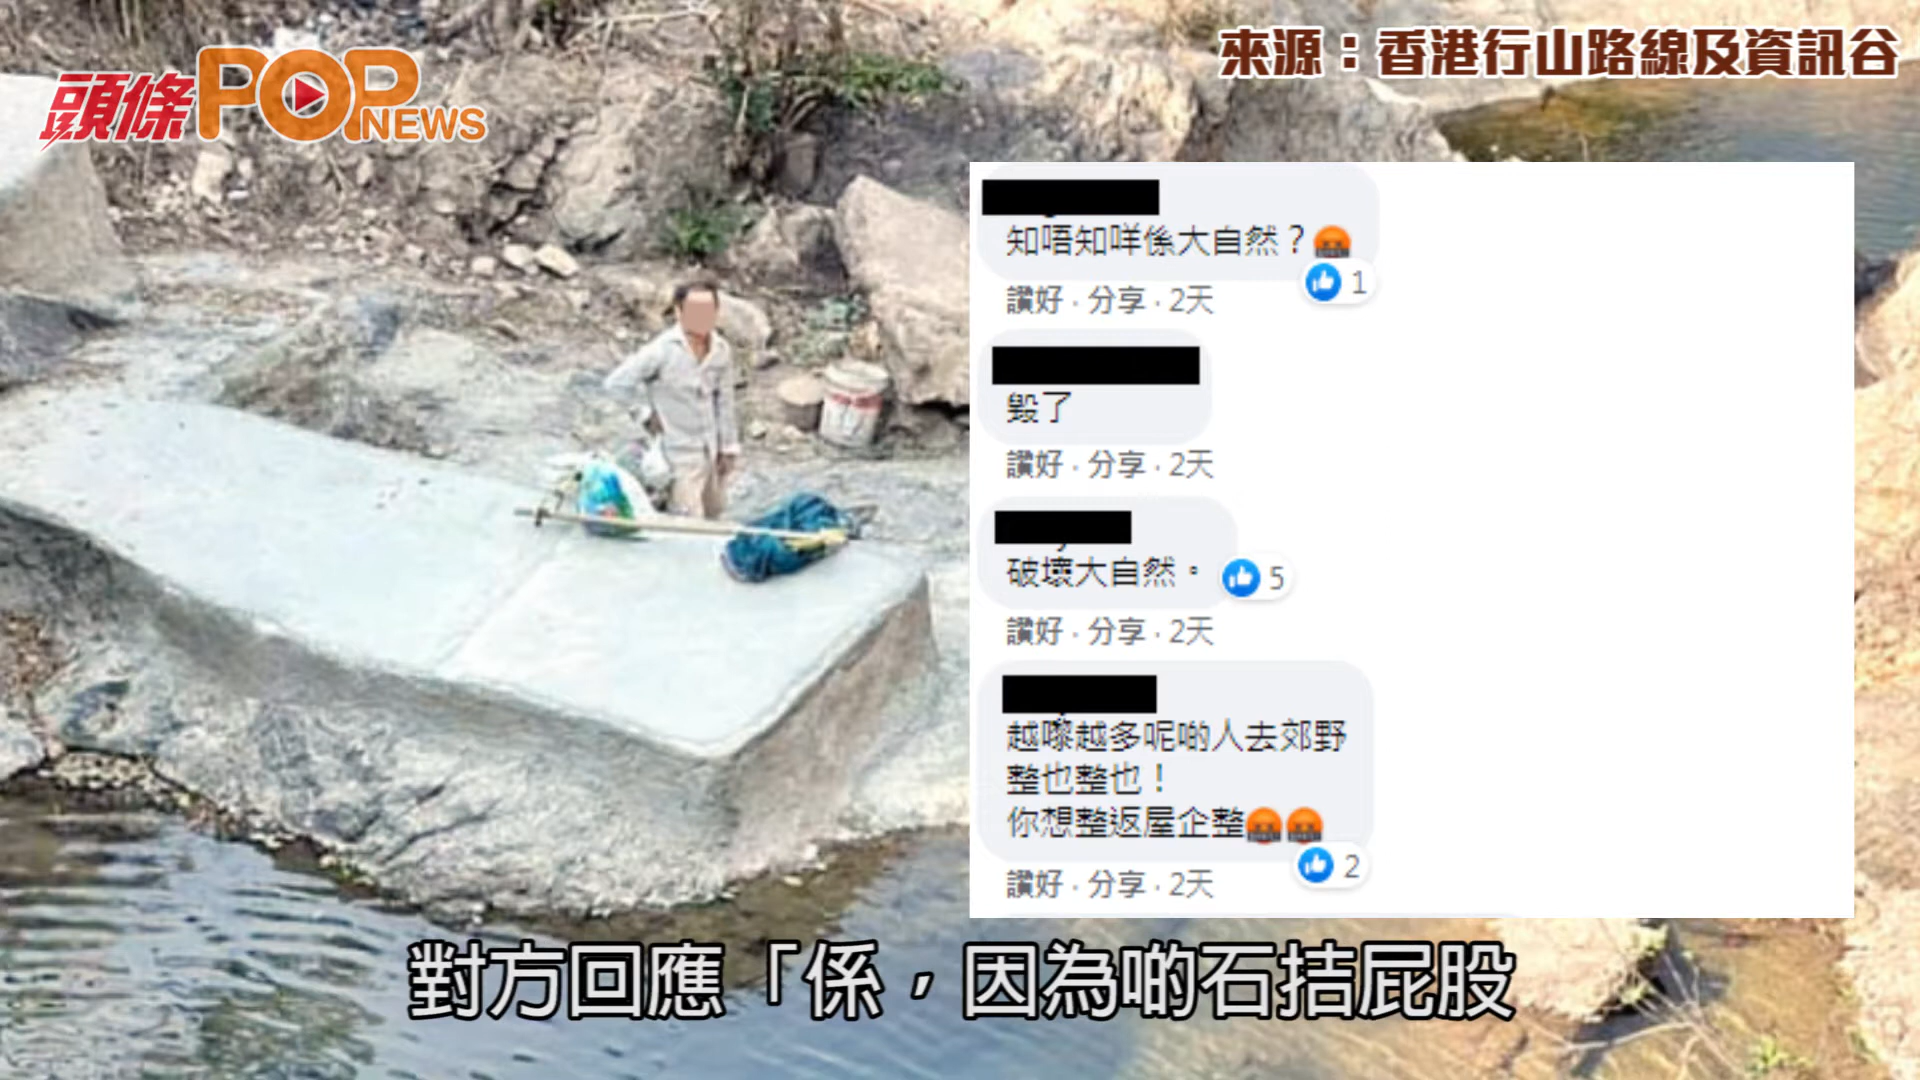 頭條POP NEWS
來源：香港行山路線及資訊谷
知唔知咩係大自然？
1
讚好 · 分享 · 2天
毀了
讚好 · 分享 · 2天
破壞大自然。
5
讚好 · 分享 · 2天
越嚟越多呢啲人去郊野
整也整也！
你想整返屋企整
2
讚好 · 分享 · 2天
對方回應「係，因為啲石拮屁股